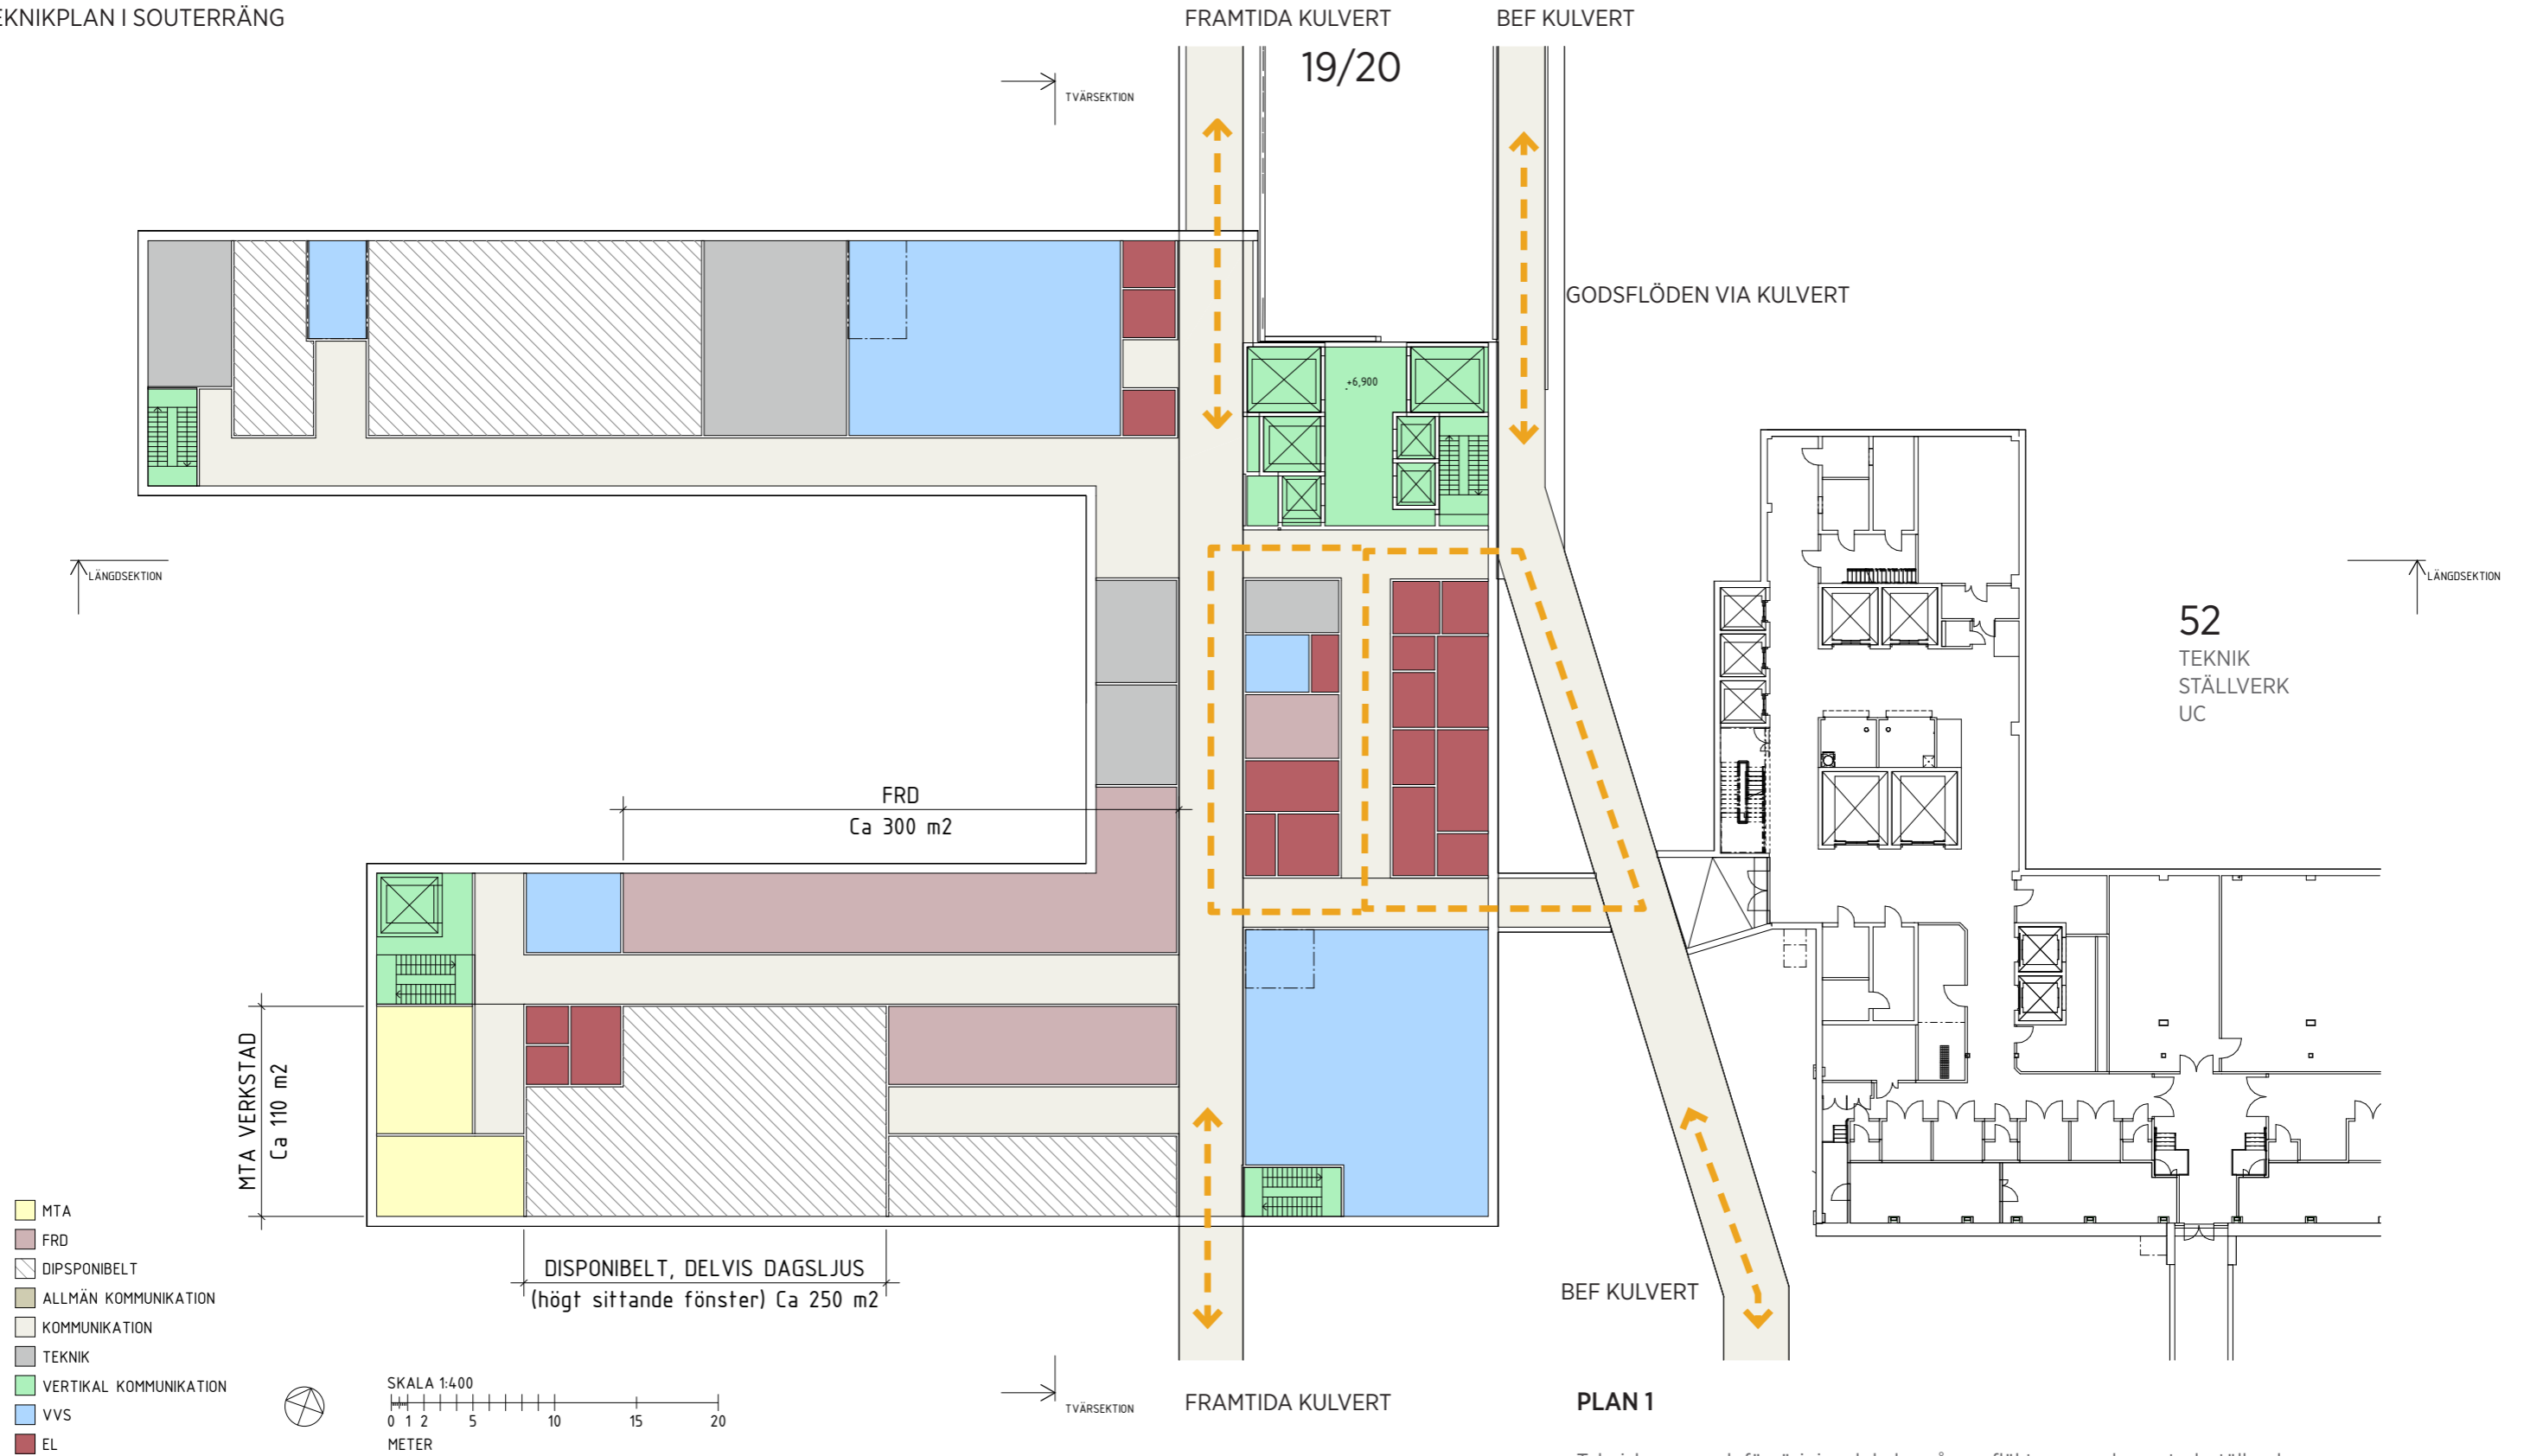 EKNIKPLAN I SOUTERRÄNG
FRAMTIDA KULVERT
BEF KULVERT
19/20
TVÄRSEKTION
GODSFLÖDEN VIA KULVERT
+6,900
LÄNGDSEKTION
LÄNGDSEKTION
52
TEKNIK
STÄLLVERK
UC
FRD
Ca 300 m2
MTA VERKSTAD
Ca 110 m2
DISPONIBELT, DELVIS DAGSLJUS
(högt sittande fönster) Ca 250 m2
BEF KULVERT
MTA
FRD
DIPSPONIBELT
ALLMÄN KOMMUNIKATION
KOMMUNIKATION
TEKNIK
VERTIKAL KOMMUNIKATION
VVS
EL
SKALA 1:400
0 1 2 5 10 15 20
METER
TVÄRSEKTION
FRAMTIDA KULVERT
PLAN 1